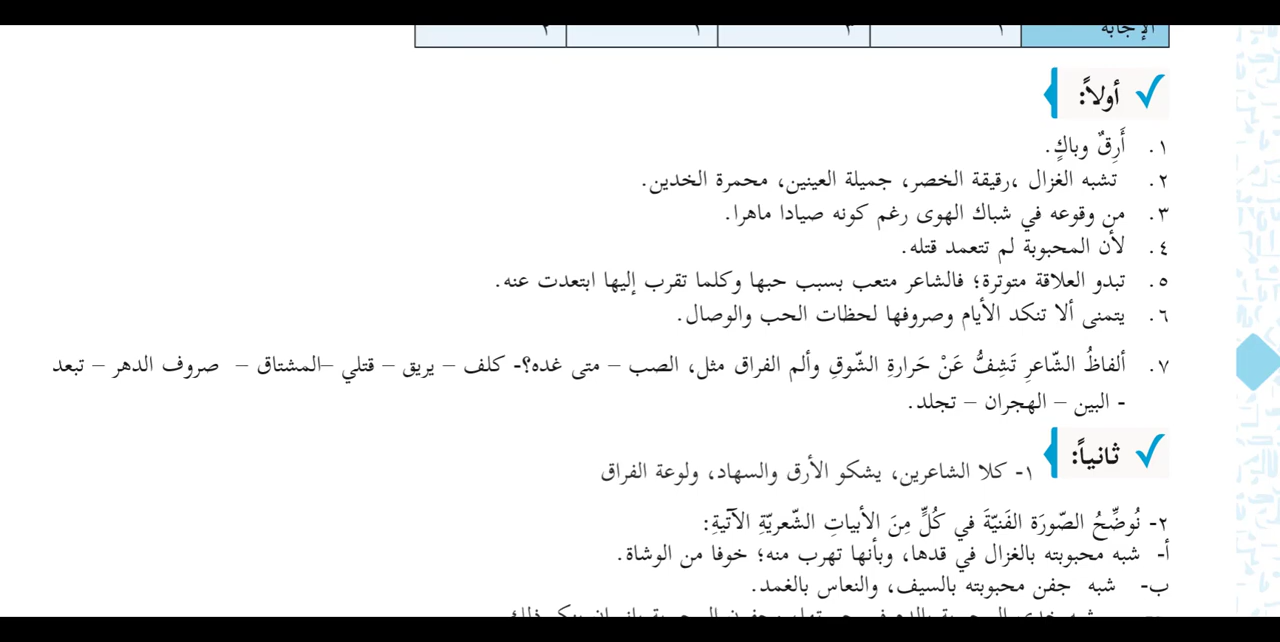 الإجابة ١ ٣ ١ ٢
أولاً:
١. أَرِقٌ وباكٍ.
٢. تشبه الغزال ،رقيقة الخصر، جميلة العينين، محمرة الخدين.
٣. من وقوعه في شباك الهوى رغم كونه صيادا ماهرا.
٤. لأن المحبوبة لم تتعمد قتله.
٥. تبدو العلاقة متوترة؛ فالشاعر متعب بسبب حبها وكلما تقرب إليها ابتعدت عنه.
٦. يتمنى ألا تنكد الأيام وصروفها لحظات الحب والوصال.
٧. ألفاظُ الشّاعرِ تَشِفُّ عَنْ حَرارةِ الشّوقِ وألم الفراق مثل، الصب – متى غده؟- كلف – يريق – قتلي –المشتاق – صروف الدهر – تبعد
- البين – الهجران – تجلد.
ثانياً:
١- كلا الشاعرين، يشكو الأرق والسهاد، ولوعة الفراق
٢- نُوضِّحُ الصّورَة الفَنيّةَ في كُلٍّ مِنَ الأبياتِ الشّعريّةِ الآتيةِ:
أ- شبه محبوبته بالغزال في قدها، وبأنها تهرب منه؛ خوفا من الوشاة.
ب- شبه جفن محبوبته بالسيف، والنعاس بالغمد.